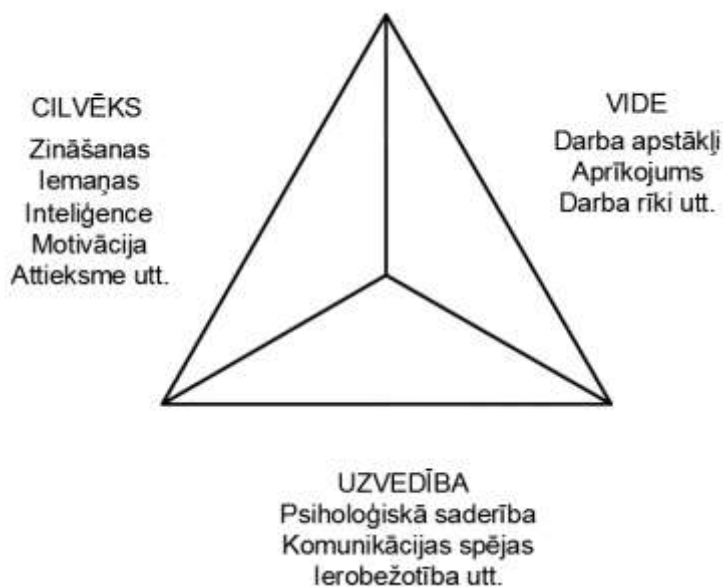 CILVĒKS
Zināšanas
Iemaņas
Inteliģence
Motivācija
Attieksme utt.
VIDE
Darba apstākļi
Aprīkojums
Darba rīki utt.
UZVEDĪBA
Psiholoģiskā saderība
Komunikācijas spējas
Ierobežotība utt.